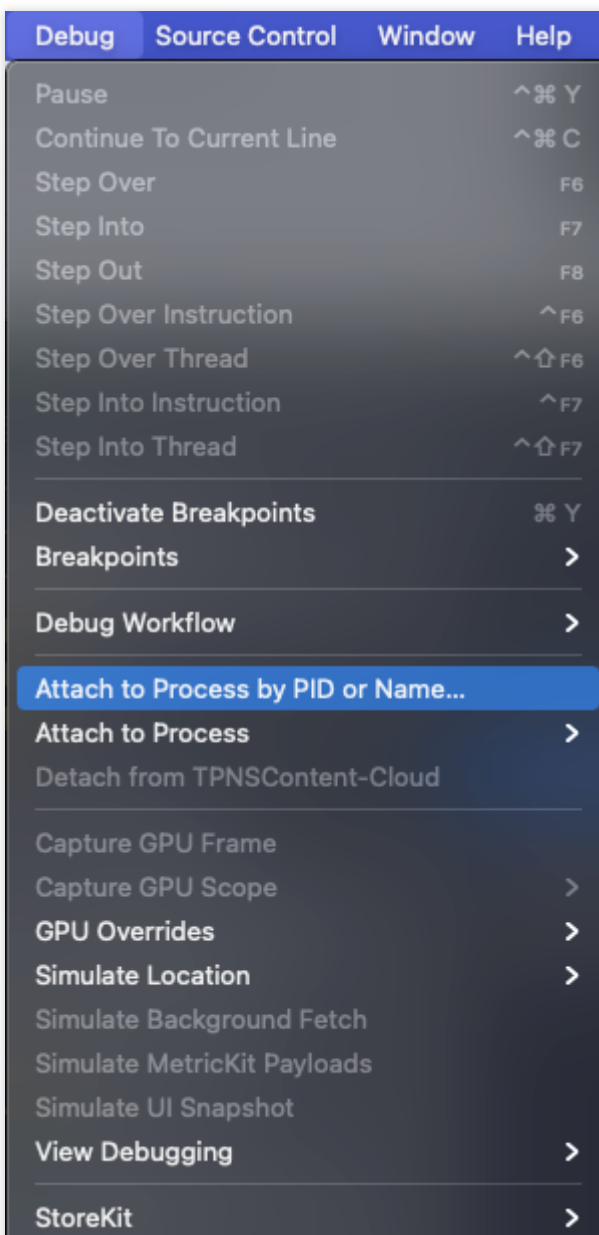 Debug Source Control Window Help
Pause ^⌘ Y
Continue To Current Line ^⌘ C
Step Over F6
Step Into F7
Step Out F8
Step Over Instruction ^F6
Step Over Thread ^⇧F6
Step Into Instruction ^F7
Step Into Thread ^⇧F7
Deactivate Breakpoints ⌘ Y
Breakpoints >
Debug Workflow >
Attach to Process by PID or Name...
Attach to Process >
Detach from TPNSContent-Cloud
Capture GPU Frame
Capture GPU Scope >
GPU Overrides >
Simulate Location >
Simulate Background Fetch
Simulate MetricKit Payloads
Simulate UI Snapshot
View Debugging >
StoreKit >